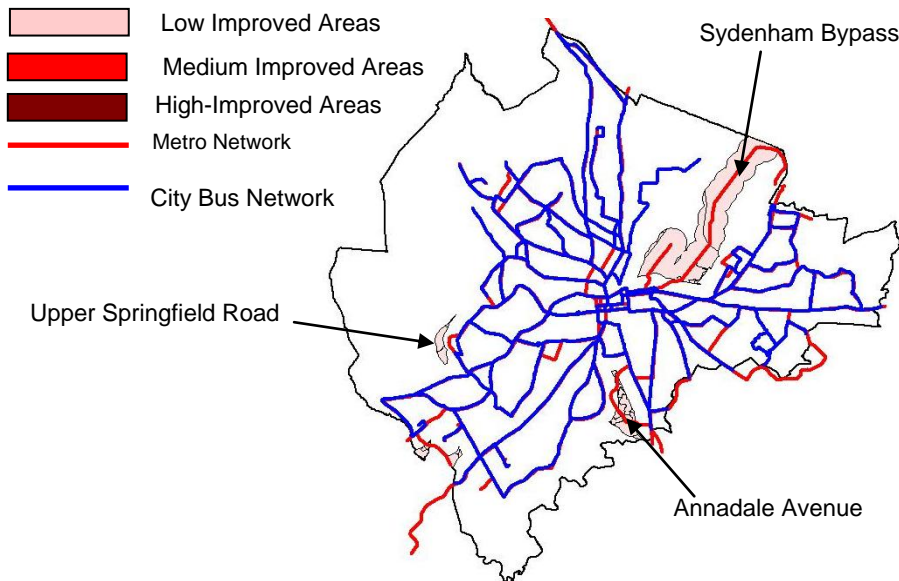 Low Improved Areas
Medium Improved Areas
High-Improved Areas
Metro Network
City Bus Network
Sydenham Bypass
Upper Springfield Road
Annadale Avenue